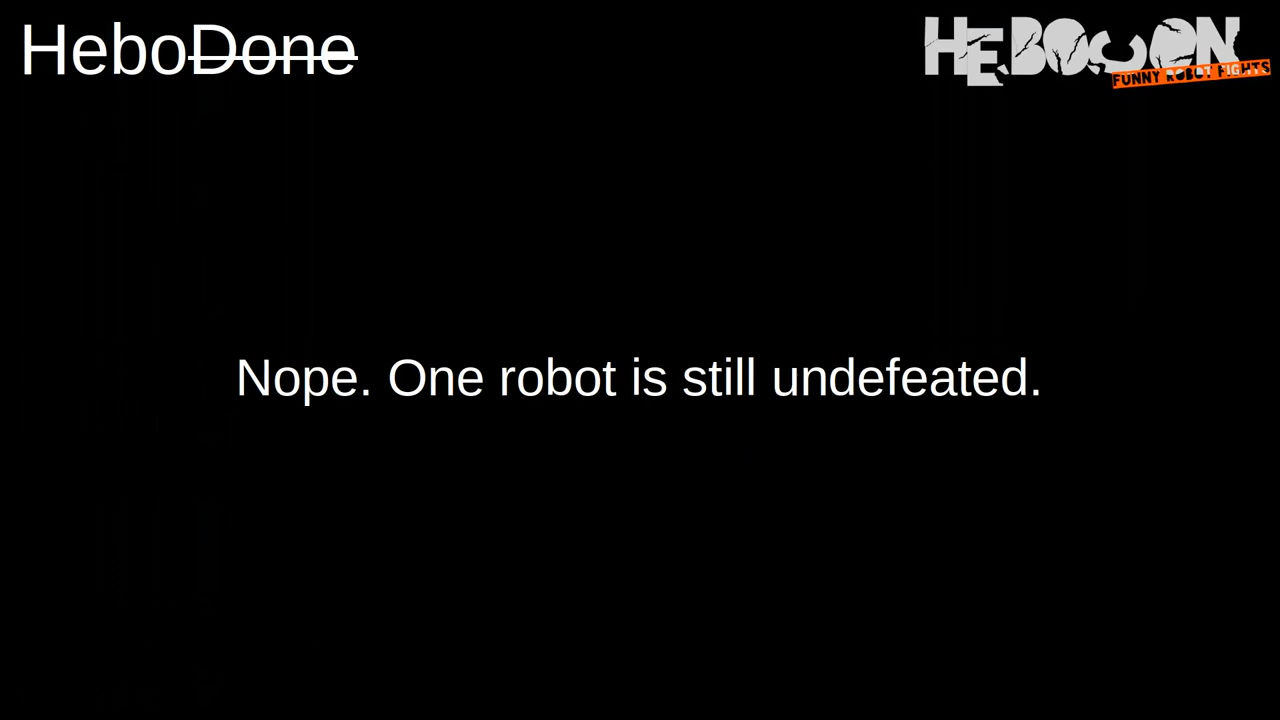 HeboDone
HEBOCON
FUNNY ROBOT FIGHTS
Nope. One robot is still undefeated.